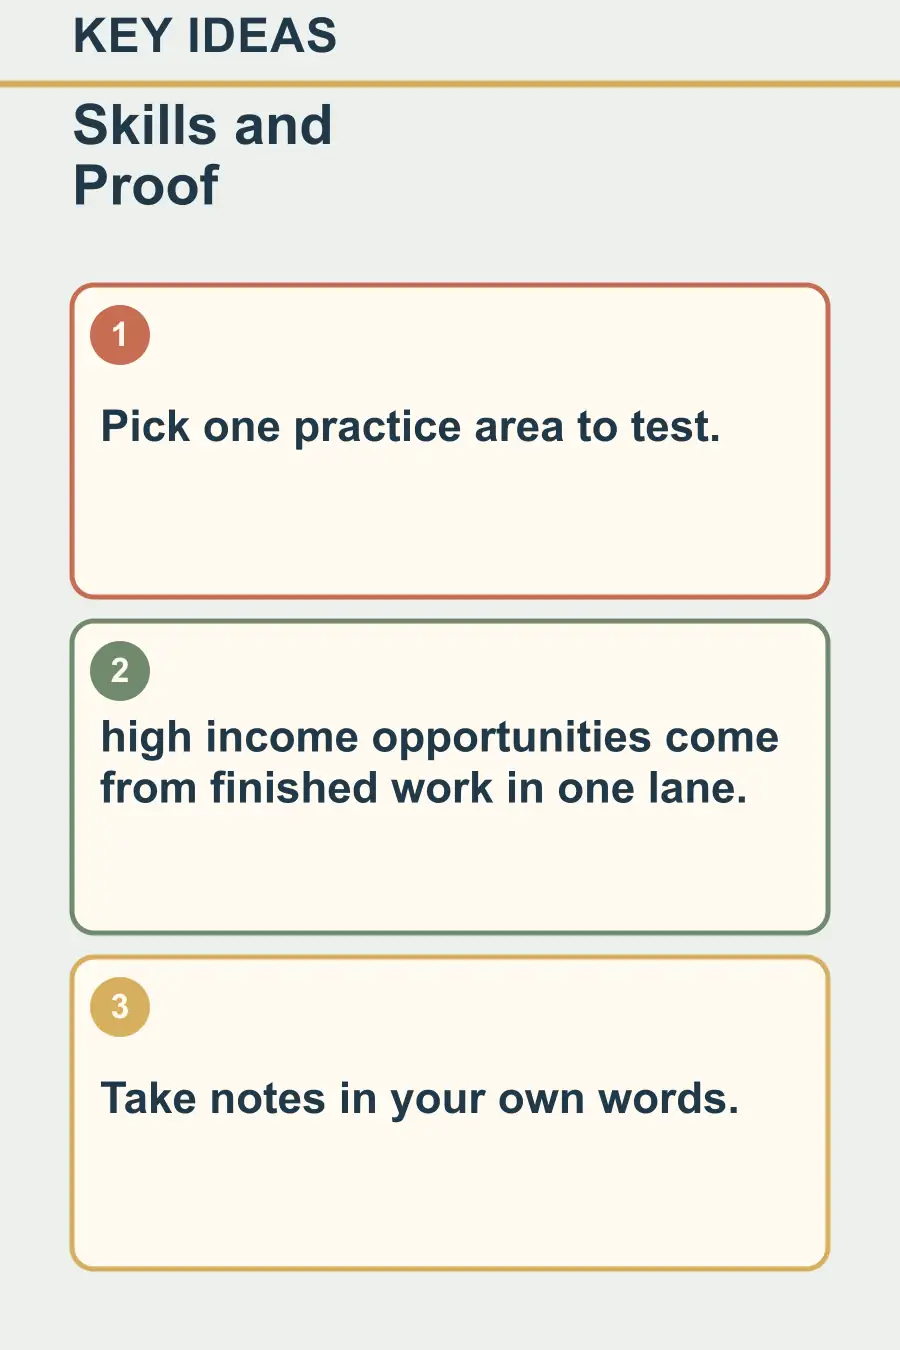 KEY IDEAS
Skills and
Proof
1
Pick one practice area to test.
2
high income opportunities come
from finished work in one lane.
3
Take notes in your own words.